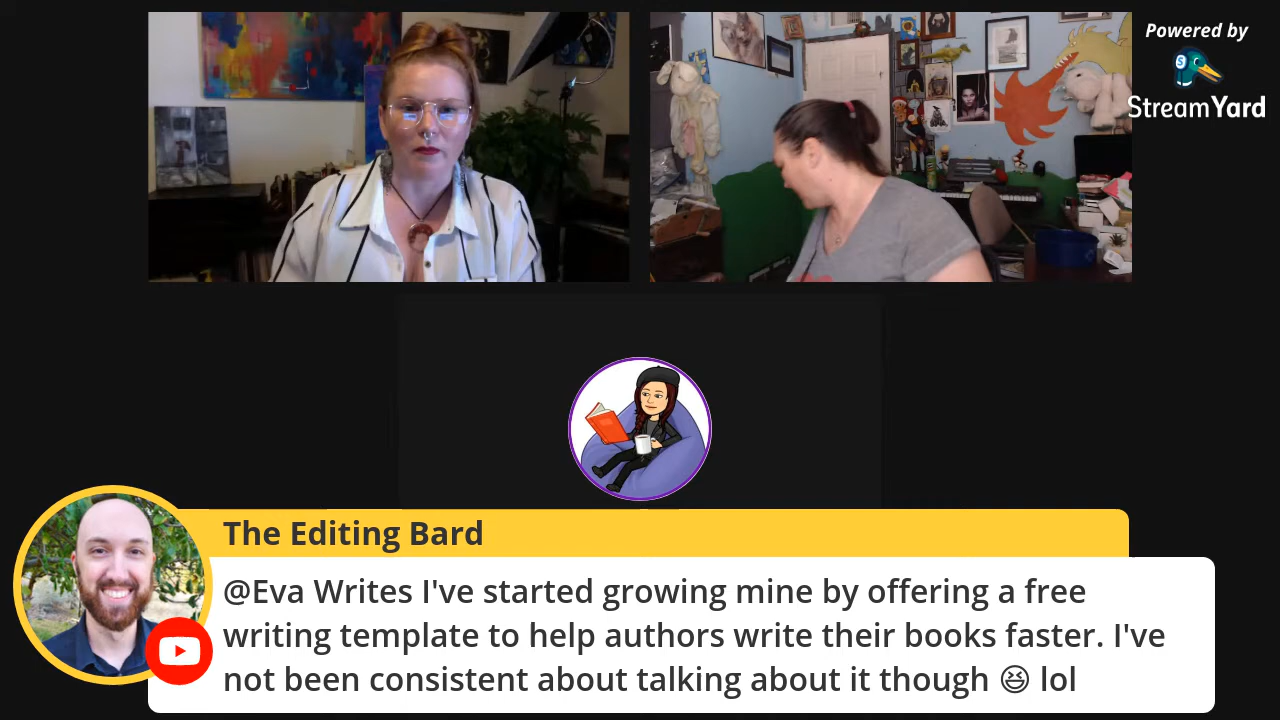 Powered by
StreamYard
The Editing Bard
@Eva Writes I've started growing mine by offering a free
writing template to help authors write their books faster. I've
not been consistent about talking about it though 😆 lol